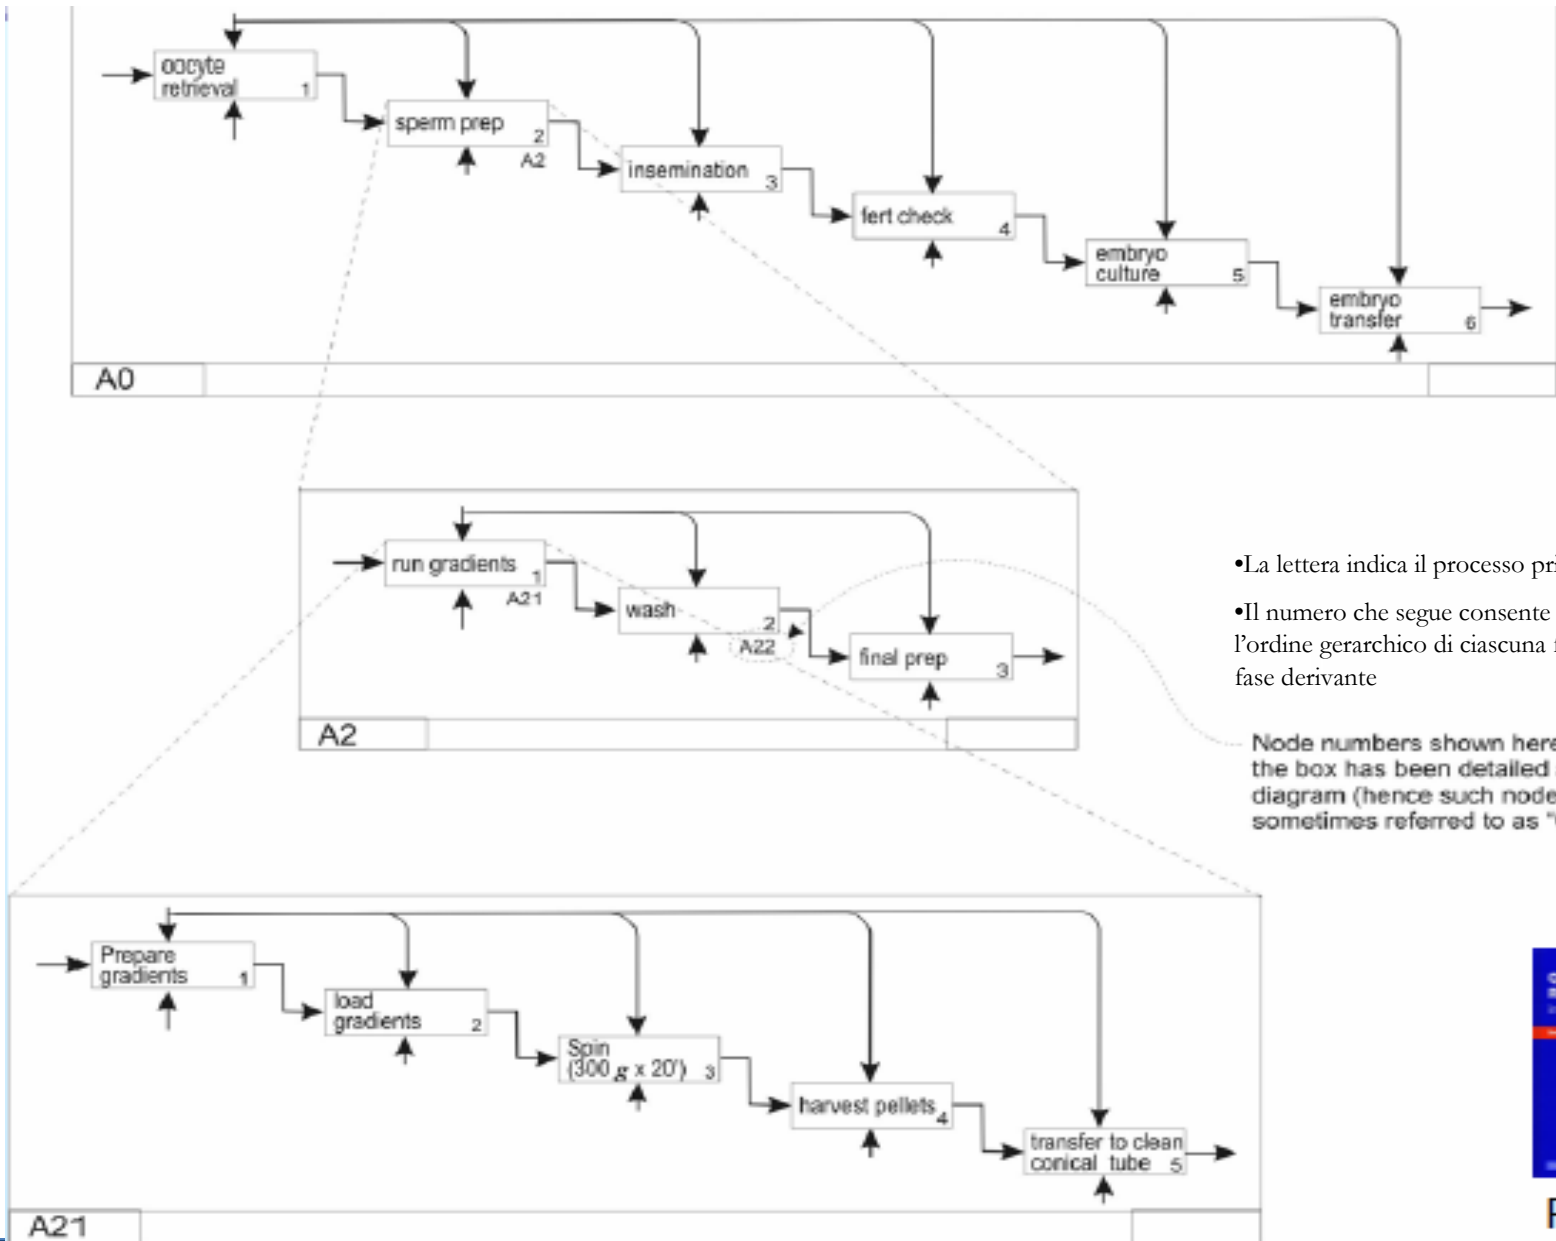 oocyte
retrieval 1
sperm prep 2
A2
insemination 3
fert check 4
embryo
culture 5
embryo
transfer 6
A0
run gradients 1
A21
wash 2
A22
final prep 3
A2
•La lettera indica il processo pri
•Il numero che segue consente
l’ordine gerarchico di ciascuna f
fase derivante
Node numbers shown here
the box has been detailed
diagram (hence such node
sometimes referred to as "
Prepare
gradients 1
load
gradients 2
Spin
(300 g x 20') 3
harvest pellets 4
transfer to clean
conical tube 5
A21